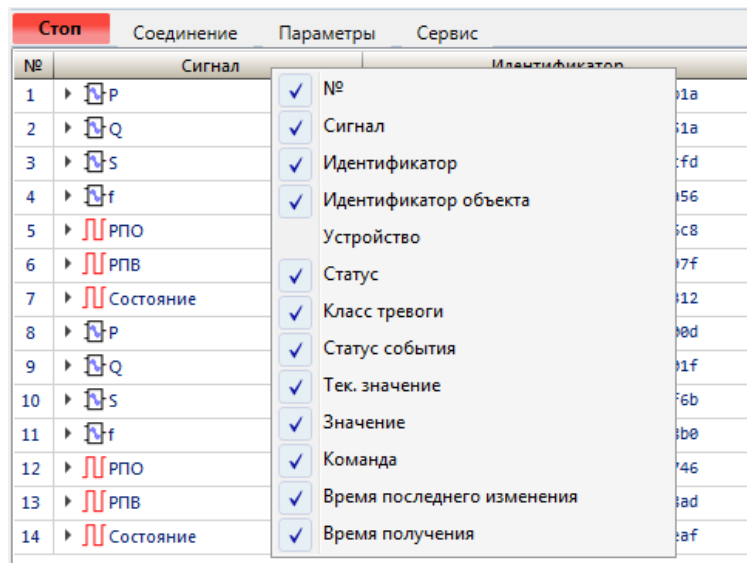 Стоп Соединение Параметры Сервис
№ Сигнал Идентификатор
1 P
2 Q
3 S
4 f
5 РПО
6 РПВ
7 Состояние
8 P
9 Q
10 S
11 f
12 РПО
13 РПВ
14 Состояние
№
Сигнал
Идентификатор
Идентификатор объекта
Устройство
Статус
Класс тревоги
Статус события
Тек. значение
Значение
Команда
Время последнего изменения
Время получения